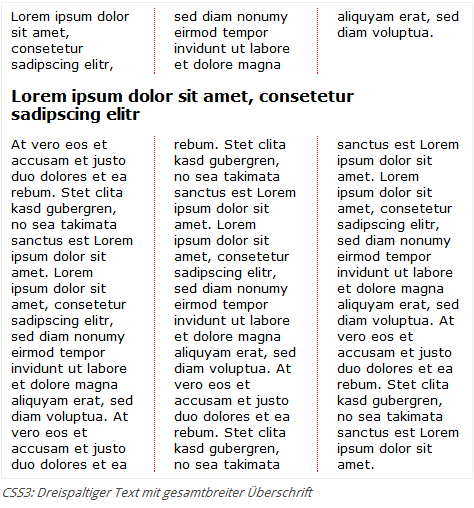 Lorem ipsum dolor
sit am​et,
consetetur
sadipscing elitr,
sed diam nonumy
eirmod tempor
invidunt ut labore
et dolore magna
aliquyam erat, sed
diam voluptua.
Lorem ipsum dolor sit amet, consetetur
sadipscing elitr
At vero eos et
accusam et justo
duo dolores et ea
rebum. Stet clita
kasd gubergren,
no sea takimata
sanctus est Lorem
ipsum dolor sit
amet. Lorem
ipsum dolor sit
amet, consetetur
sadipscing elitr,
sed diam nonumy
eirmod tempor
invidunt ut labore
et dolore magna
aliquyam erat, sed
diam voluptua. At
vero eos et
accusam et justo
duo dolores et ea
rebum. Stet clita
kasd gubergren,
no sea takimata
sanctus est Lorem
ipsum dolor sit
amet. Lorem
ipsum dolor sit
amet, consetetur
sadipscing elitr,
sed diam nonumy
eirmod tempor
invidunt ut labore
et dolore magna
aliquyam erat, sed
diam voluptua. At
vero eos et
accusam et justo
duo dolores et ea
rebum. Stet clita
kasd gubergren,
no sea takimata
sanctus est Lorem
ipsum dolor sit
amet. Lorem
ipsum dolor sit
amet, consetetur
sadipscing elitr,
sed diam nonumy
eirmod tempor
invidunt ut labore
et dolore magna
aliquyam erat, sed
diam voluptua. At
vero eos et
accusam et justo
duo dolores et ea
rebum. Stet clita
kasd gubergren,
no sea takimata
sanctus est Lorem
ipsum dolor sit
amet.
CSS3: Dreispaltiger Text mit gesamtbreiter Überschrift